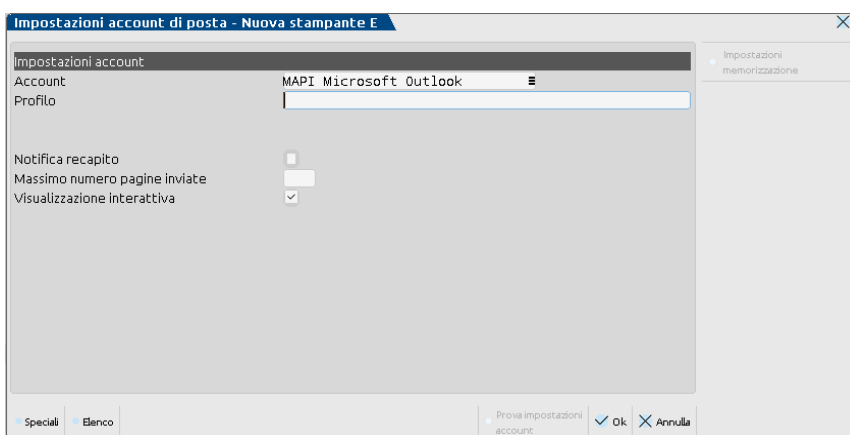 Impostazioni account di posta - Nuova stampante E
Impostazioni account
Impostazioni
memorizzazione
Account MAPI Microsoft Outlook
Profilo
Notifica recapito
Massimo numero pagine inviate
Visualizzazione interattiva
Speciali Elenco Prova impostazioni
account Ok Annulla